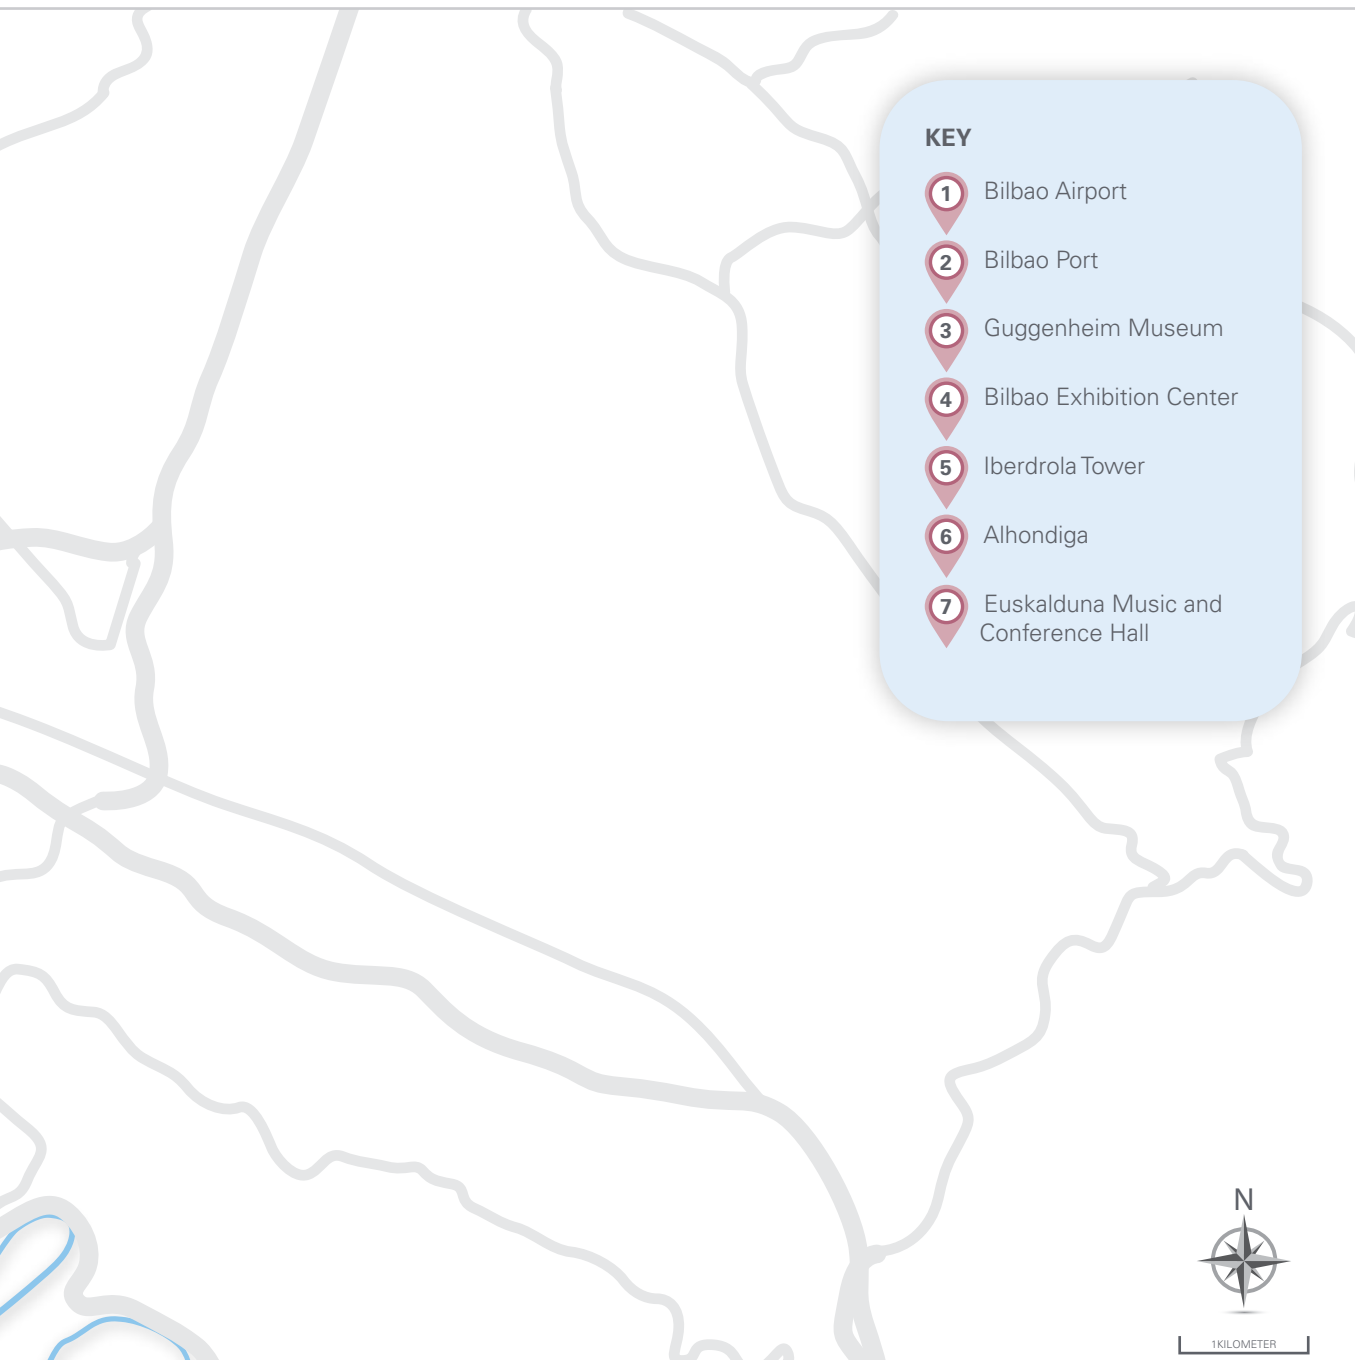 KEY
1 Bilbao Airport
2 Bilbao Port
3 Guggenheim Museum
4 Bilbao Exhibition Center
5 Iberdrola Tower
6 Alhondiga
7 Euskalduna Music and
Conference Hall
N
1KILOMETER